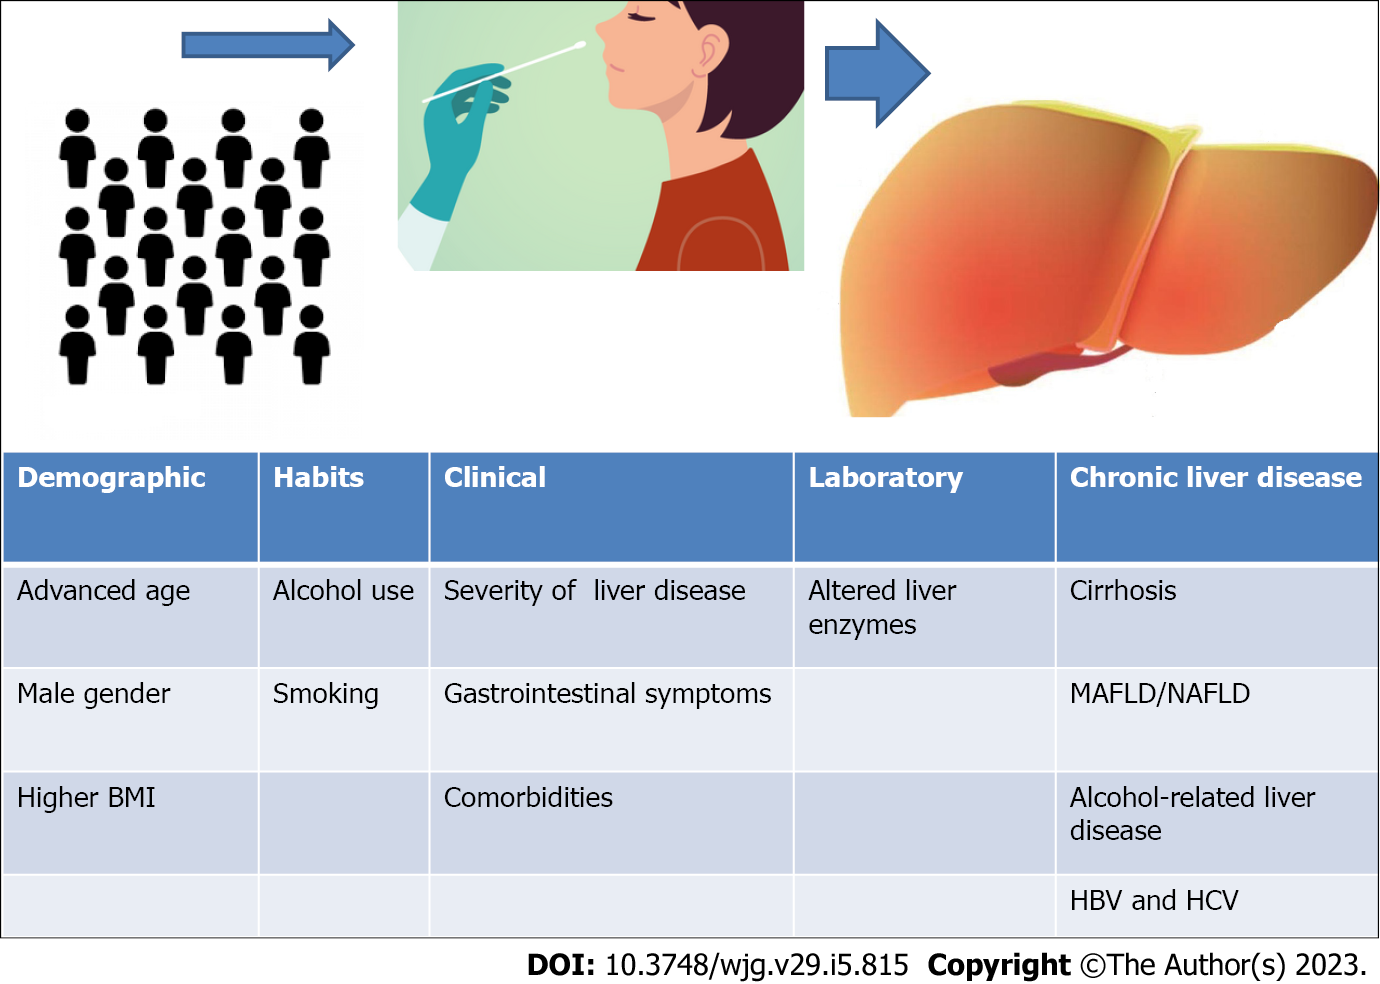 Demographic Habits Clinical Laboratory Chronic liver disease
Advanced age Alcohol use Severity of liver disease Altered liver enzymes Cirrhosis
Male gender Smoking Gastrointestinal symptoms MAFLD/NAFLD
Higher BMI Comorbidities Alcohol-related liver disease
HBV and HCV
DOI: 10.3748/wjg.v29.i5.815 Copyright ©The Author(s) 2023.